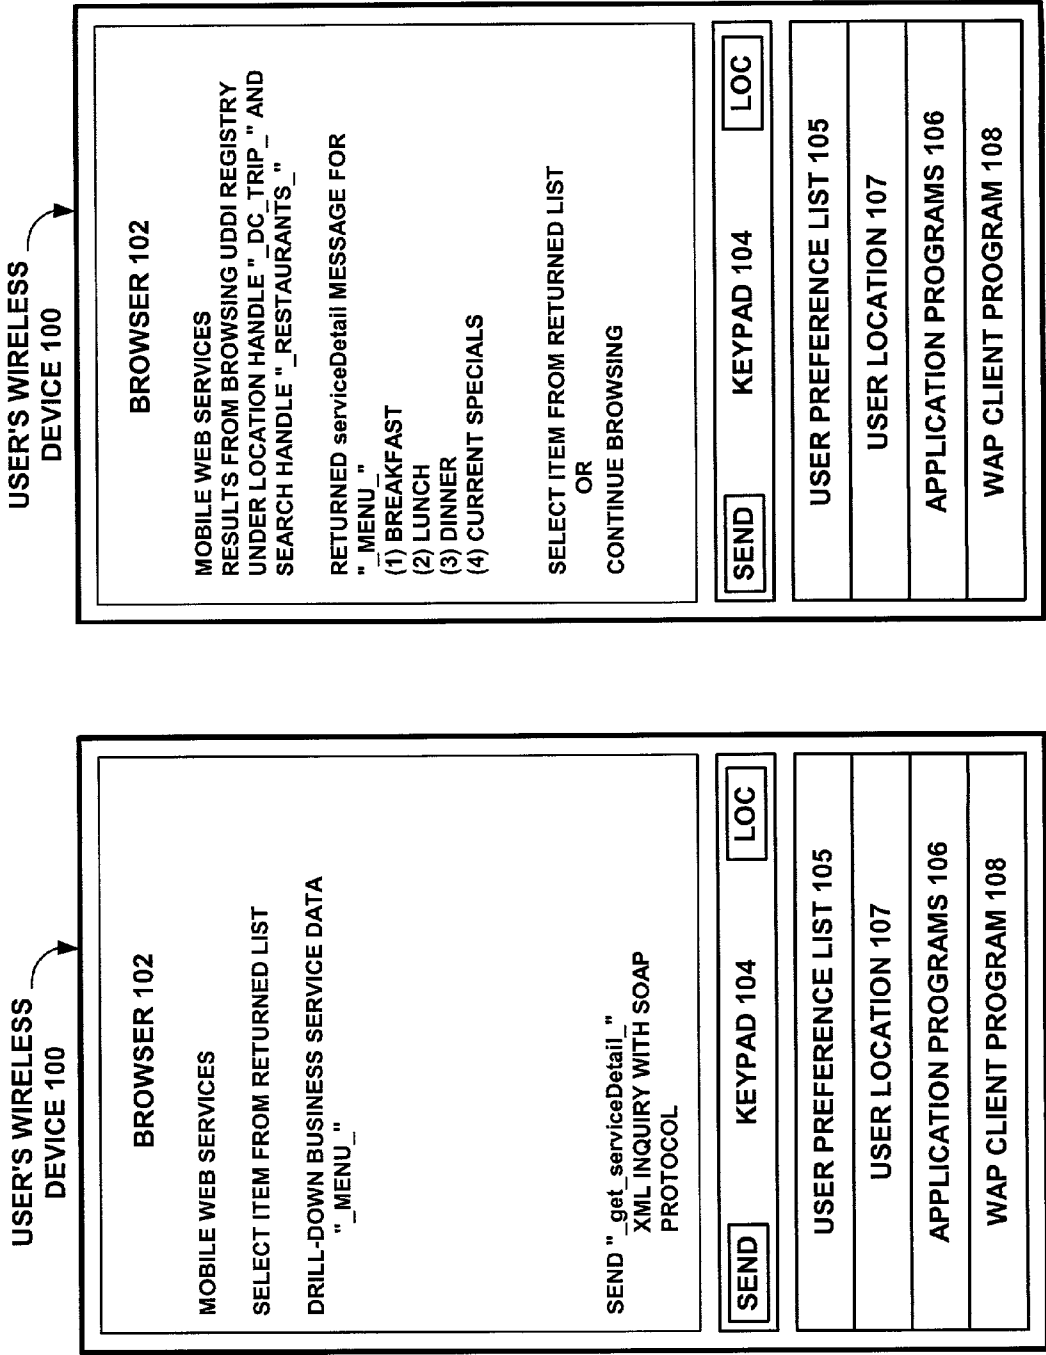 USER'S WIRELESS
DEVICE 100
BROWSER 102
MOBILE WEB SERVICES
SELECT ITEM FROM RETURNED LIST
DRILL-DOWN BUSINESS SERVICE DATA
"_MENU_"
SEND "_get_serviceDetail_"
XML INQUIRY WITH SOAP
PROTOCOL
SEND KEYPAD 104 LOC
USER PREFERENCE LIST 105
USER LOCATION 107
APPLICATION PROGRAMS 106
WAP CLIENT PROGRAM 108
USER'S WIRELESS
DEVICE 100
BROWSER 102
MOBILE WEB SERVICES
RESULTS FROM BROWSING UDDI REGISTRY
UNDER LOCATION HANDLE "_DC_TRIP_" AND
SEARCH HANDLE "_RESTAURANTS_"
RETURNED serviceDetail MESSAGE FOR
"_MENU_"
(1) BREAKFAST
(2) LUNCH
(3) DINNER
(4) CURRENT SPECIALS
SELECT ITEM FROM RETURNED LIST
OR
CONTINUE BROWSING
SEND KEYPAD 104 LOC
USER PREFERENCE LIST 105
USER LOCATION 107
APPLICATION PROGRAMS 106
WAP CLIENT PROGRAM 108